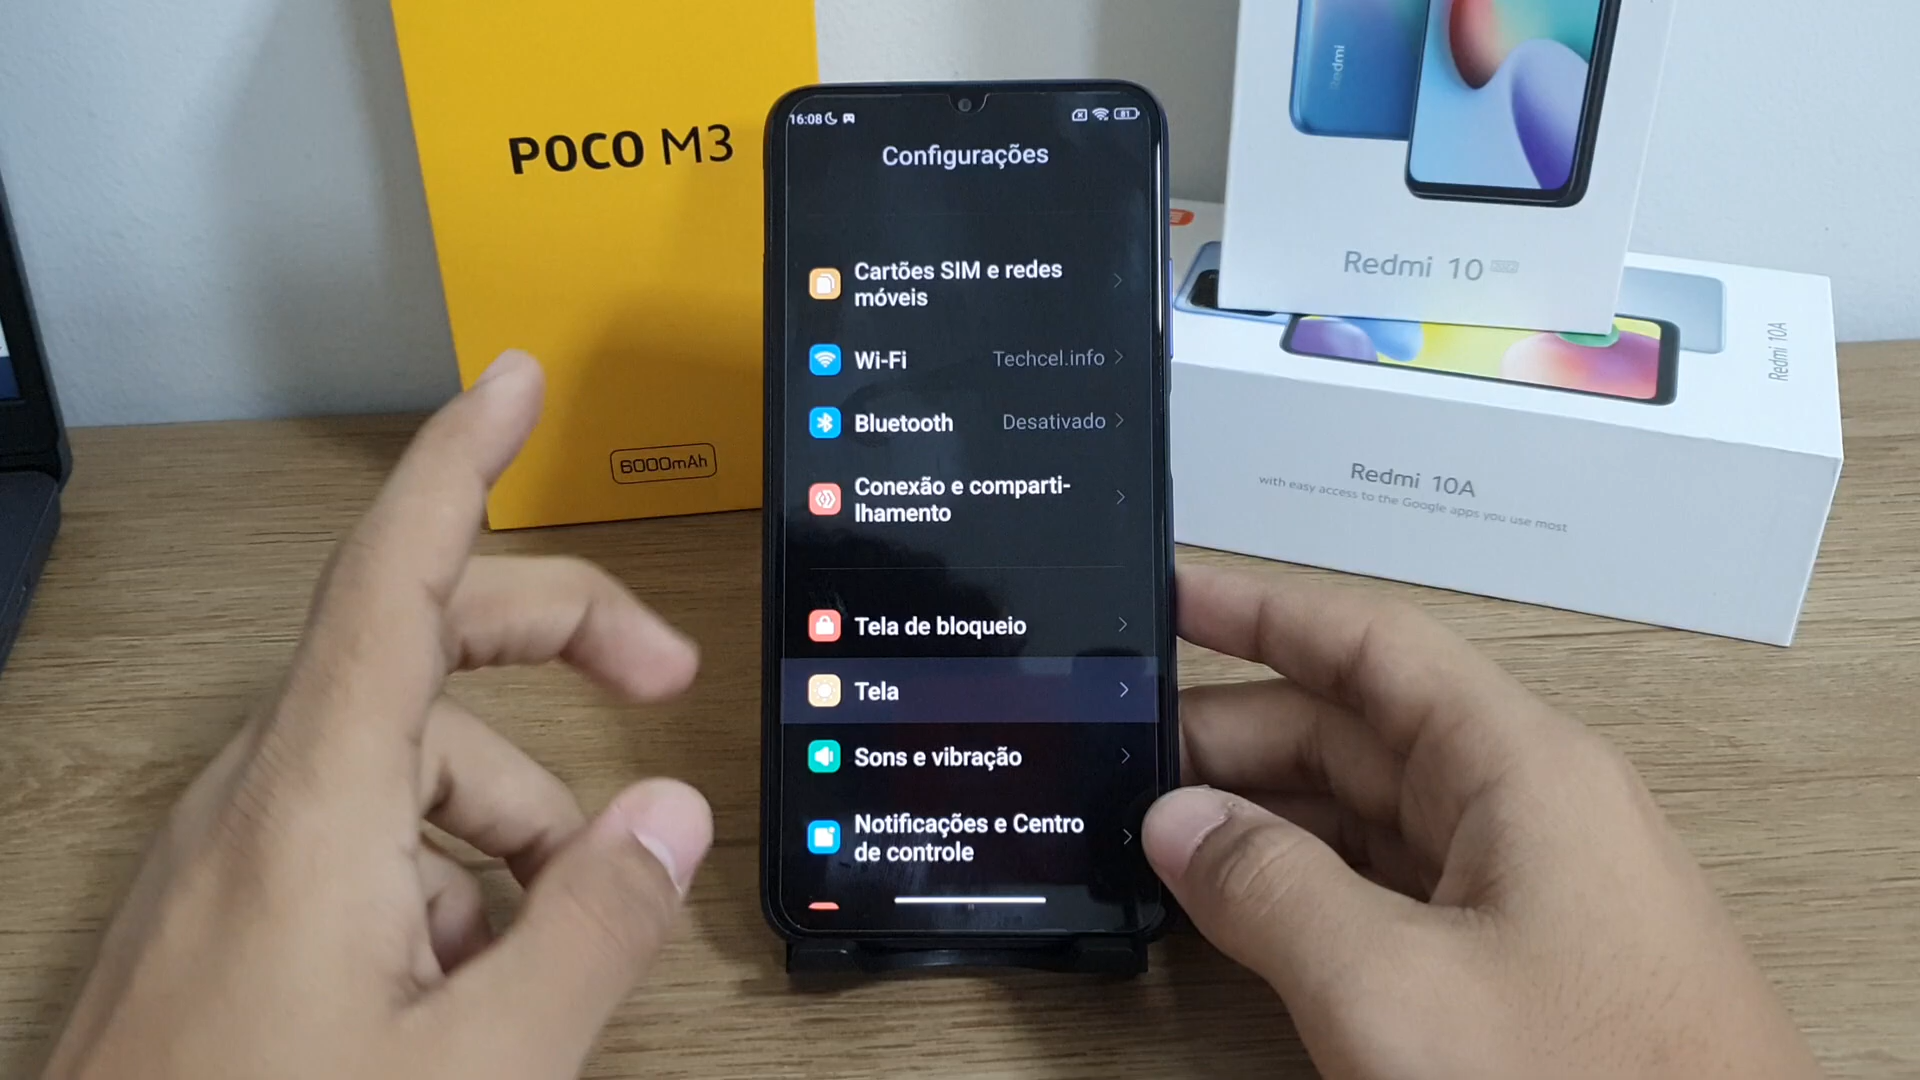 POCO M3
6000mAh
16:08
81
Configurações
Cartões SIM e redes
móveis
Wi-Fi
Techcel.info
Bluetooth
Desativado
Conexão e comparti-
lhamento
Tela de bloqueio
Tela
Sons e vibração
Notificações e Centro
de controle
Redmi
Redmi 10
Redmi 10A
Redmi 10A
with easy access to the Google apps you use most